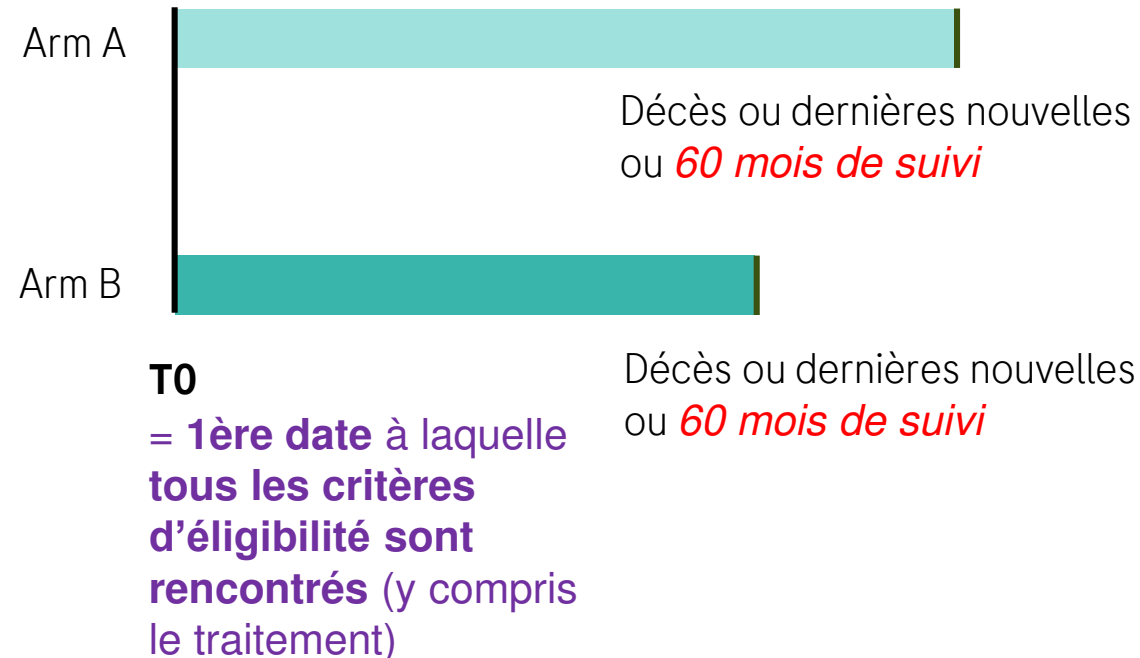 Arm A
Décès ou dernières nouvelles
ou 60 mois de suivi
Arm B
T0
= 1ère date à laquelle
tous les critères
d’éligibilité sont
rencontrés (y compris
le traitement)
Décès ou dernières nouvelles
ou 60 mois de suivi